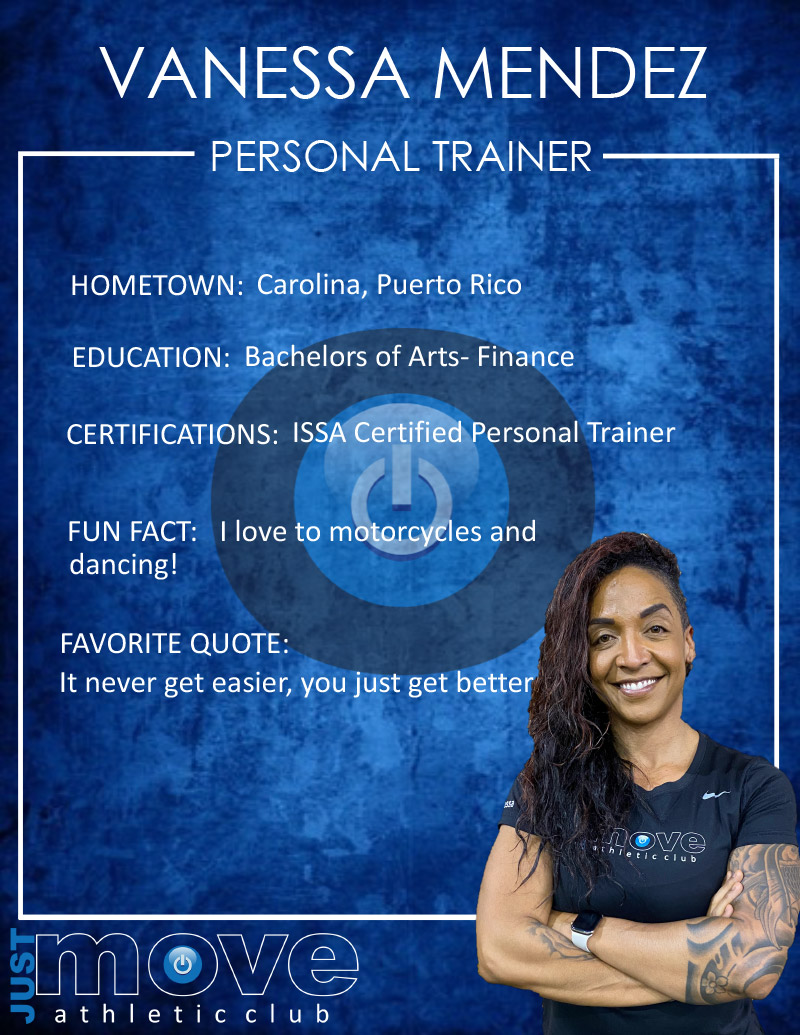 VANESSA MENDEZ
PERSONAL TRAINER
HOMETOWN: Carolina, Puerto Rico
EDUCATION: Bachelors of Arts- Finance
CERTIFICATIONS: ISSA Certified Personal Trainer
FUN FACT: I love to motorcycles and
dancing!
FAVORITE QUOTE:
It never get easier, you just get better
move
athletic club
JUST
move
athletic club